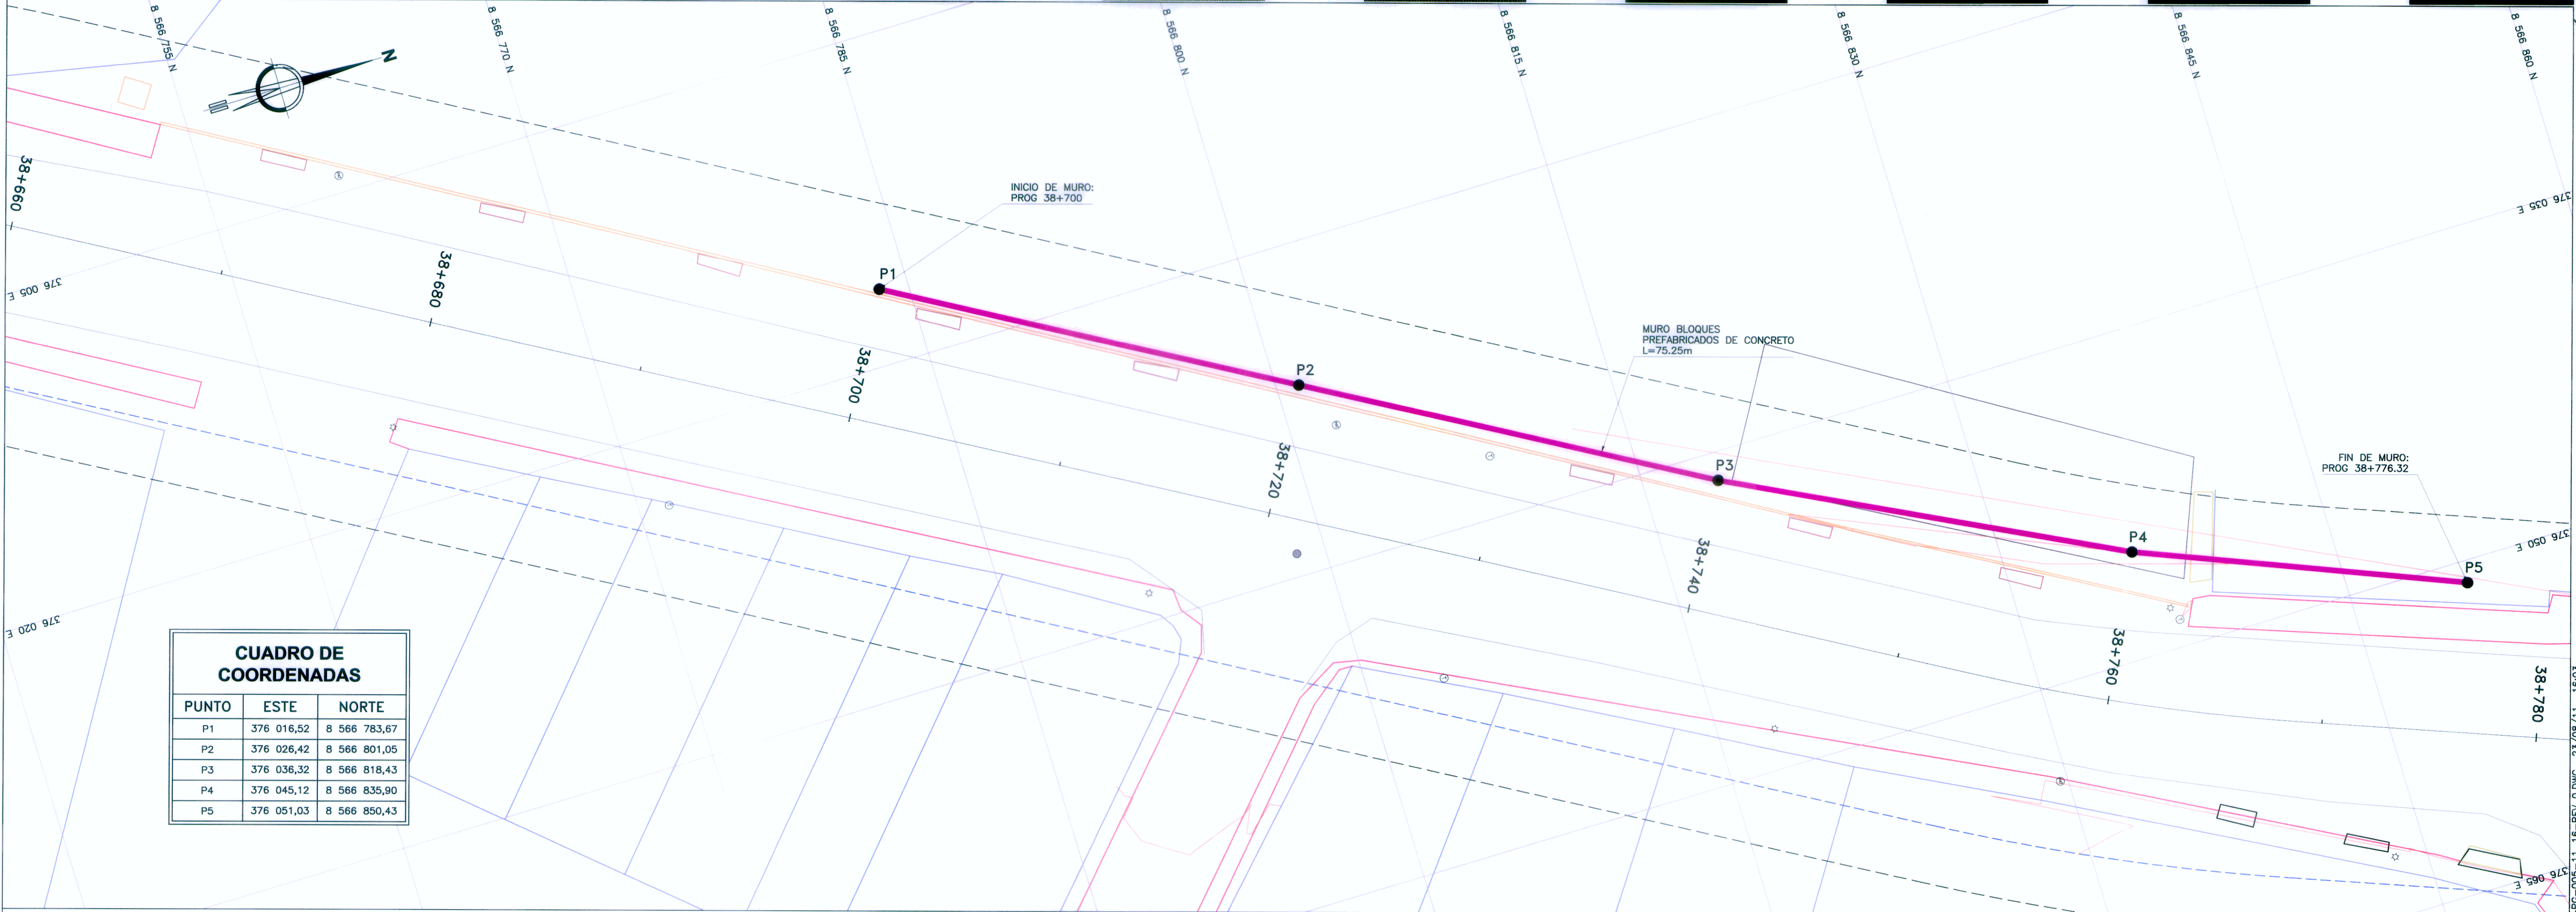 8 566 755 N
8 566 770 N
8 566 785 N
8 566 800 N
8 566 815 N
8 566 830 N
8 566 845 N
8 566 860 N
N
38+660
38+680
38+700
38+720
38+740
38+760
38+780
376 005 E
376 020 E
376 035 E
376 050 E
376 065 E
INICIO DE MURO:
PROG 38+700
P1
P2
MURO BLOQUES
PREFABRICADOS DE CONCRETO
L=75.25m
P3
P4
FIN DE MURO:
PROG 38+776.32
P5
CUADRO DE
COORDENADAS
PUNTO ESTE NORTE
P1 376 016,52 8 566 783,67
P2 376 026,42 8 566 801,05
P3 376 036,32 8 566 818,43
P4 376 045,12 8 566 835,90
P5 376 051,03 8 566 850,43